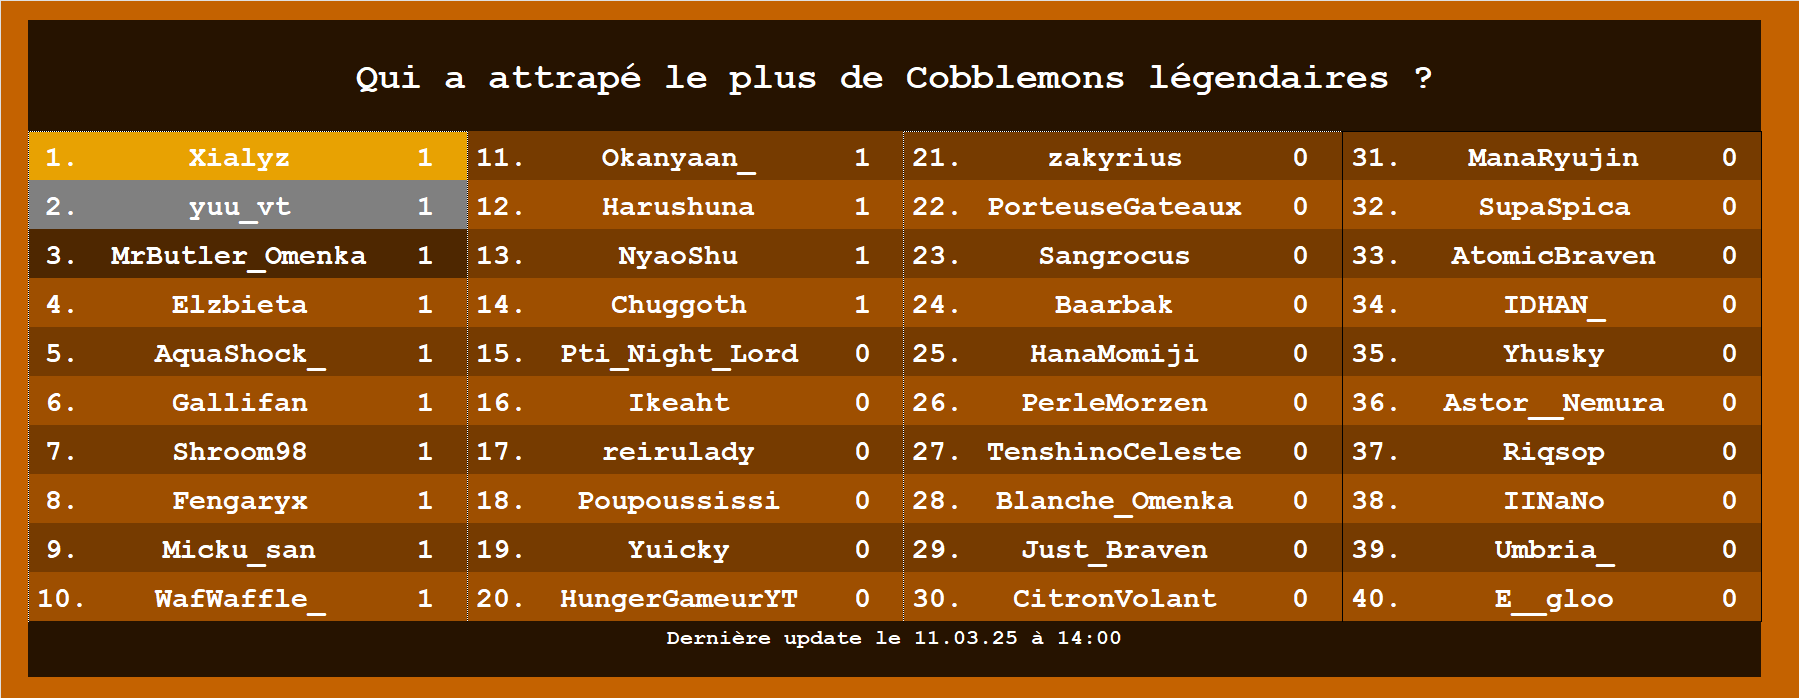 Qui a attrapé le plus de Cobblemons légendaires ?
1. Xialyz 1 11. Okanyaan_ 1 21. zakyrius 0 31. ManaRyujin 0
2. yuu_vt 1 12. Harushuna 1 22. PorteuseGateaux 0 32. SupaSpica 0
3. MrButler_Omenka 1 13. NyaoShu 1 23. Sangrocus 0 33. AtomicBraven 0
4. Elzbieta 1 14. Chuggoth 1 24. Baarbak 0 34. IDHAN_ 0
5. AquaShock_ 1 15. Pti_Night_Lord 0 25. HanaMomiji 0 35. Yhusky 0
6. Gallifan 1 16. Ikeaht 0 26. PerleMorzen 0 36. Astor__Nemura 0
7. Shroom98 1 17. reirulady 0 27. TenshinoCeleste 0 37. Riqsop 0
8. Fengaryx 1 18. Poupoussissi 0 28. Blanche_Omenka 0 38. IINaNo 0
9. Micku_san 1 19. Yuicky 0 29. Just_Braven 0 39. Umbria_ 0
10. WafWaffle_ 1 20. HungerGameurYT 0 30. CitronVolant 0 40. E__gloo 0
Dernière update le 11.03.25 à 14:00